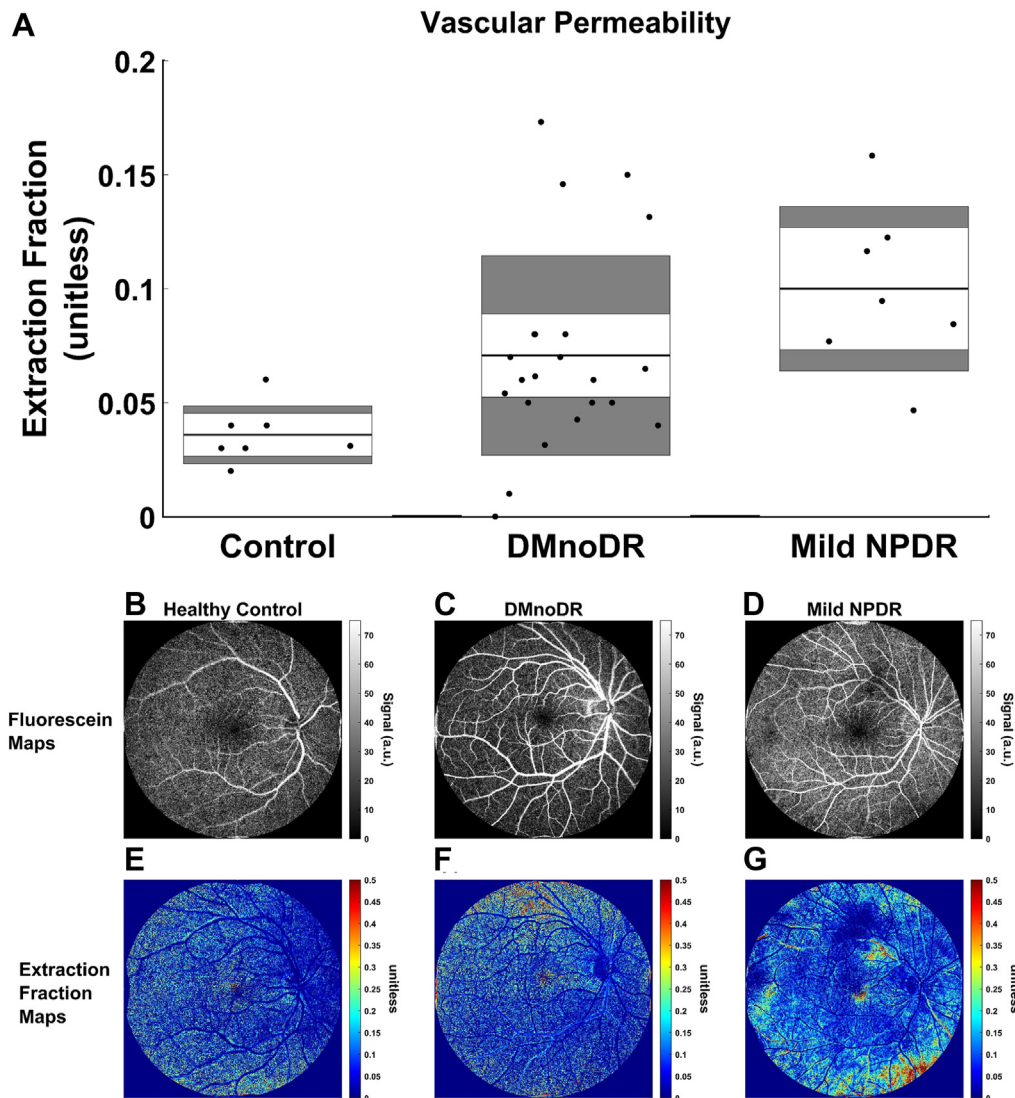 A
Vascular Permeability
Extraction Fraction
(unitless)
0.2
0.15
0.1
0.05
0
Control
DMnoDR
Mild NPDR
B
Healthy Control
C
DMnoDR
D
Mild NPDR
Fluorescein
Maps
70
60
50
40
30
20
10
0
Signal (a.u.)
70
60
50
40
30
20
10
0
Signal (a.u.)
70
60
50
40
30
20
10
0
Signal (a.u.)
E
F
G
Extraction
Fraction
Maps
0.5
0.45
0.4
0.35
0.3
0.25
0.2
0.15
0.1
0.05
0
unitless
0.5
0.45
0.4
0.35
0.3
0.25
0.2
0.15
0.1
0.05
0
unitless
0.5
0.45
0.4
0.35
0.3
0.25
0.2
0.15
0.1
0.05
0
unitless